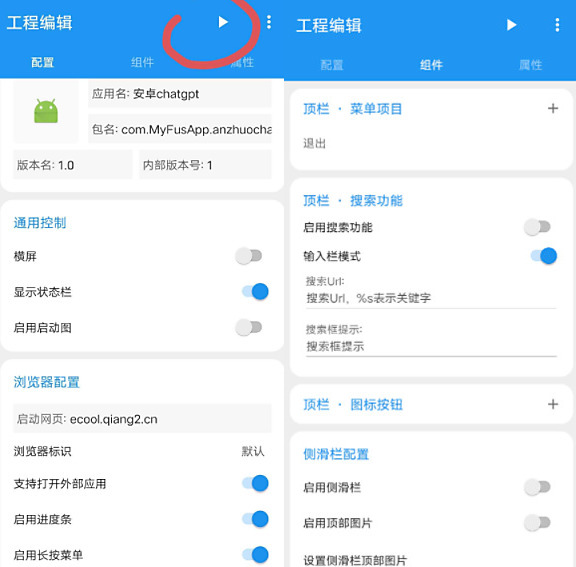 工程编辑
配置
组件
属性
应用名: 安卓chatgpt
包名: com.MyFusApp.anzhuocha
版本名: 1.0
内部版本号: 1
通用控制
横屏
显示状态栏
启用启动图
浏览器配置
启动网页: ecool.qiang2.cn
浏览器标识
默认
支持打开外部应用
启用进度条
启用长按菜单
工程编辑
配置
组件
属性
顶栏 · 菜单项目
退出
顶栏 · 搜索功能
启用搜索功能
输入栏模式
搜索Url:
搜索Url，%s表示关键字
搜索框提示:
搜索框提示
顶栏 · 图标按钮
侧滑栏配置
启用侧滑栏
启用顶部图片
设置侧滑栏顶部图片